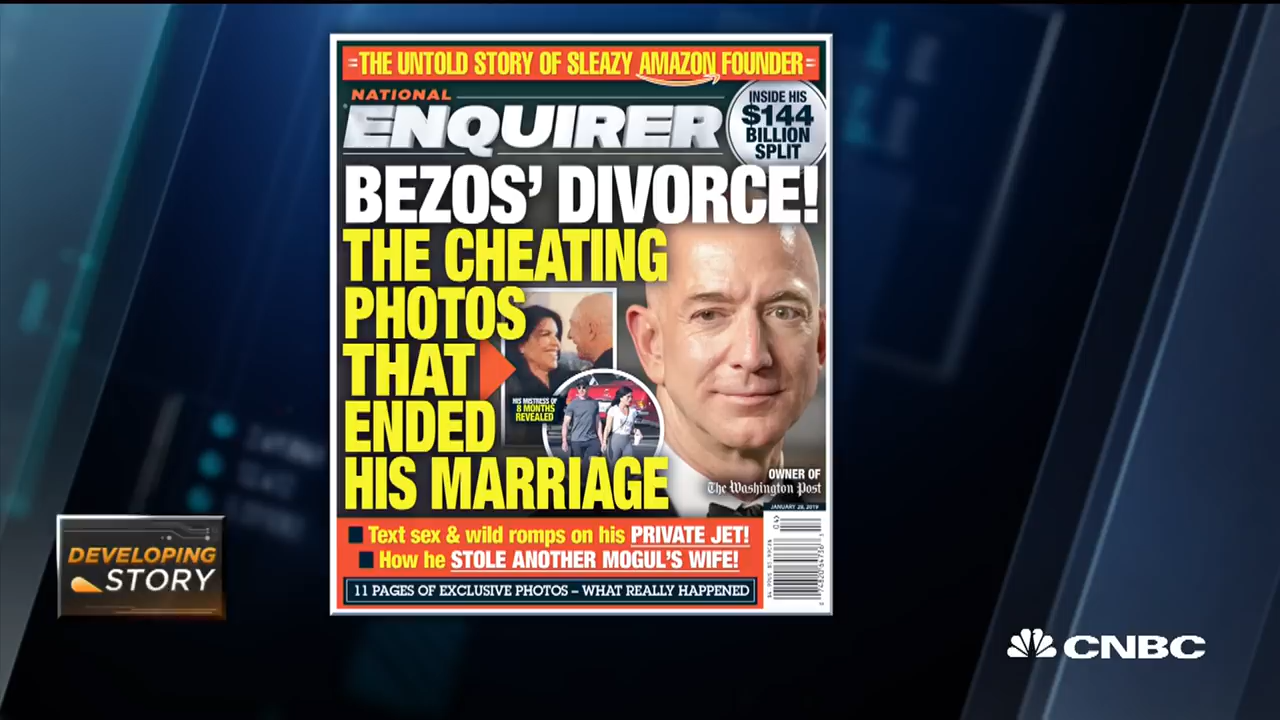 THE UNTOLD STORY OF SLEAZY AMAZON FOUNDER
NATIONAL
ENQUIRER
INSIDE HIS
$144
BILLION
SPLIT
BEZOS' DIVORCE!
THE CHEATING
PHOTOS
THAT
ENDED
HIS MARRIAGE
HIS MISTRESS OF
8 MONTHS
REVEALED
OWNER OF
The Washington Post
JANUARY 28, 2019
Text sex & wild romps on his PRIVATE JET!
How he STOLE ANOTHER MOGUL'S WIFE!
11 PAGES OF EXCLUSIVE PHOTOS – WHAT REALLY HAPPENED
DEVELOPING
STORY
CNBC